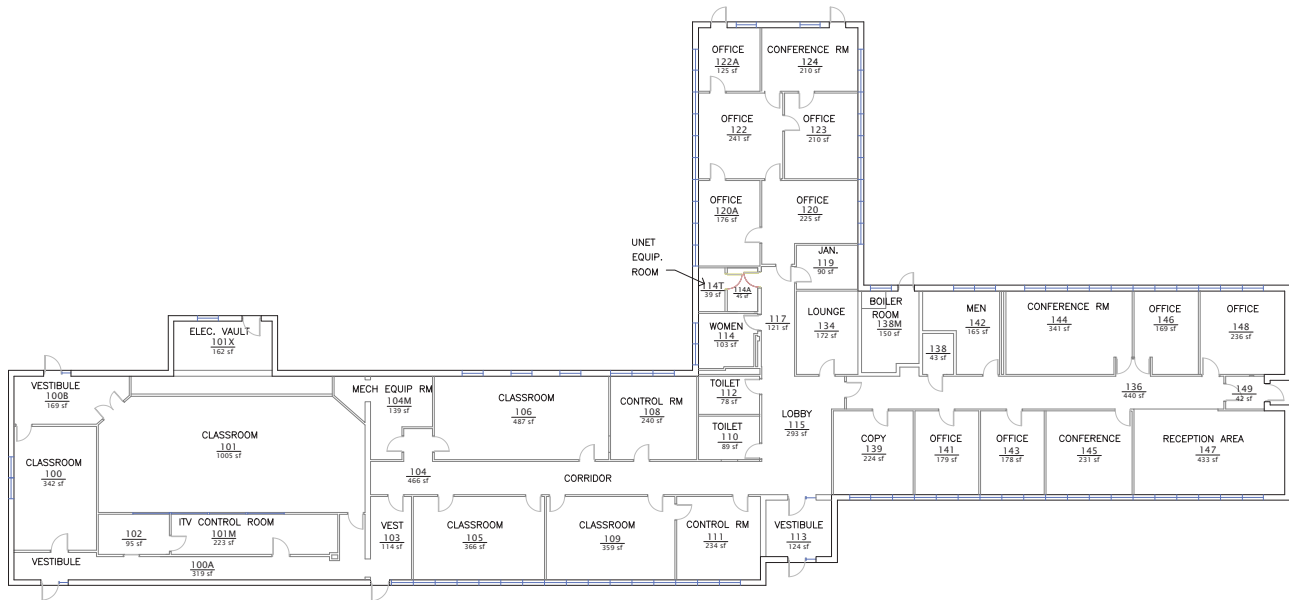 OFFICE
122A
125 sf
CONFERENCE RM
124
210 sf
OFFICE
122
241 sf
OFFICE
123
210 sf
OFFICE
120A
176 sf
OFFICE
120
225 sf
UNET
EQUIP.
ROOM
JAN.
119
90 sf
114T
39 sf
114A
45 sf
117
121 sf
WOMEN
114
103 sf
LOUNGE
134
172 sf
BOILER
ROOM
138M
150 sf
MEN
142
165 sf
138
43 sf
CONFERENCE RM
144
341 sf
OFFICE
146
169 sf
OFFICE
148
236 sf
ELEC. VAULT
101X
162 sf
VESTIBULE
100B
169 sf
MECH EQUIP RM
104M
139 sf
CLASSROOM
106
487 sf
CONTROL RM
108
240 sf
TOILET
112
78 sf
TOILET
110
89 sf
LOBBY
115
293 sf
136
440 sf
149
42 sf
CLASSROOM
101
1005 sf
CLASSROOM
100
342 sf
104
466 sf
CORRIDOR
COPY
139
224 sf
OFFICE
141
179 sf
OFFICE
143
178 sf
CONFERENCE
145
231 sf
RECEPTION AREA
147
433 sf
102
95 sf
ITV CONTROL ROOM
101M
223 sf
VEST
103
114 sf
CLASSROOM
105
366 sf
CLASSROOM
109
359 sf
CONTROL RM
111
234 sf
VESTIBULE
113
124 sf
VESTIBULE
100A
319 sf